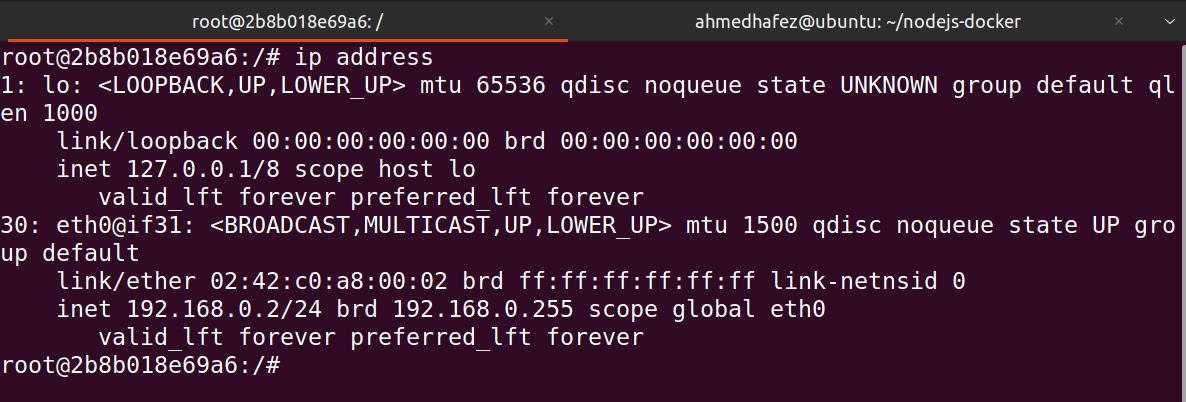 root@2b8b018e69a6: /
ahmedhafez@ubuntu: ~/nodejs-docker
root@2b8b018e69a6:/# ip address
1: lo: <LOOPBACK,UP,LOWER_UP> mtu 65536 qdisc noqueue state UNKNOWN group default ql
en 1000
    link/loopback 00:00:00:00:00:00 brd 00:00:00:00:00:00
    inet 127.0.0.1/8 scope host lo
       valid_lft forever preferred_lft forever
30: eth0@if31: <BROADCAST,MULTICAST,UP,LOWER_UP> mtu 1500 qdisc noqueue state UP gro
up default
    link/ether 02:42:c0:a8:00:02 brd ff:ff:ff:ff:ff:ff link-netnsid 0
    inet 192.168.0.2/24 brd 192.168.0.255 scope global eth0
       valid_lft forever preferred_lft forever
root@2b8b018e69a6:/#